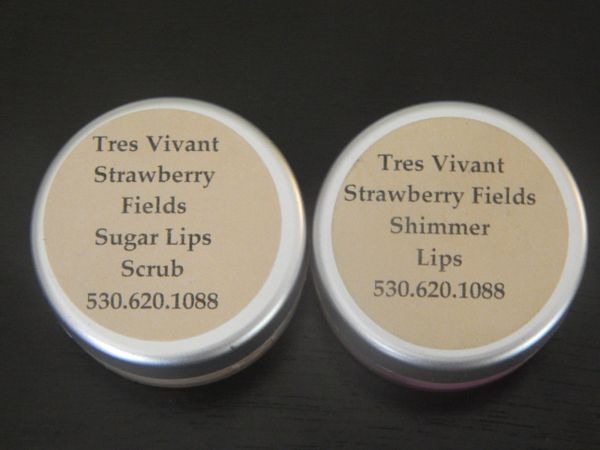 Tres Vivant
Strawberry
Fields
Sugar Lips
Scrub
530.620.1088
Tres Vivant
Strawberry Fields
Shimmer
Lips
530.620.1088